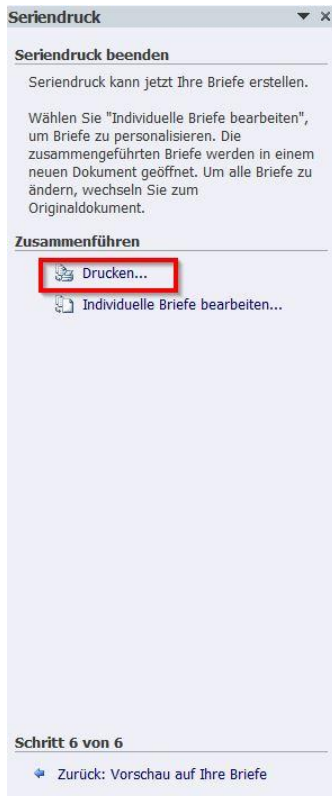 Seriendruck
Seriendruck beenden
Seriendruck kann jetzt Ihre Briefe erstellen.
Wählen Sie "Individuelle Briefe bearbeiten",
um Briefe zu personalisieren. Die
zusammengeführten Briefe werden in einem
neuen Dokument geöffnet. Um alle Briefe zu
ändern, wechseln Sie zum
Originaldokument.
Zusammenführen
Drucken...
Individuelle Briefe bearbeiten...
Schritt 6 von 6
Zurück: Vorschau auf Ihre Briefe